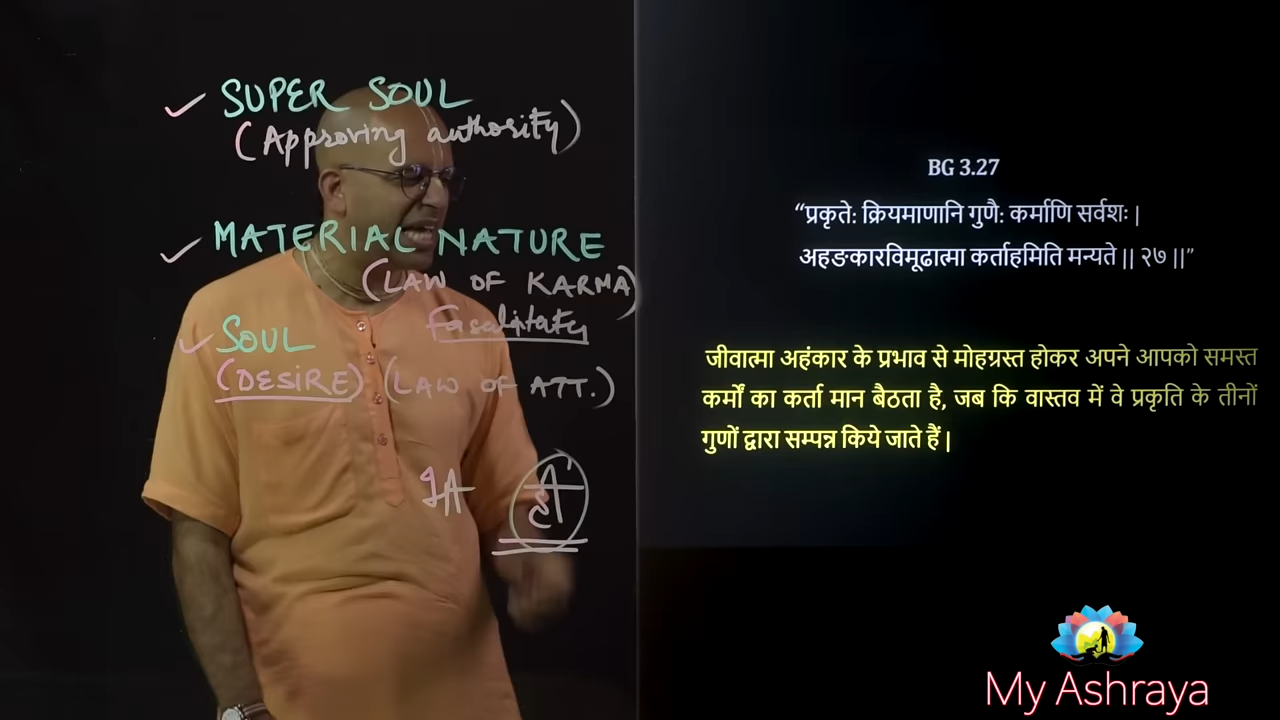 ✓ SUPER SOUL
(Approving authority)
✓ MATERIAL NATURE
(LAW OF KARMA)
Fasalitaty
✓ SOUL
(DESIRE) (LAW OF ATT.)
BG 3.27
“प्रकृते: क्रियमाणानि गुणै: कर्माणि सर्वशः |
अहङकारविमूढात्मा कर्ताहमिति मन्यते || २७ ||”
जीवात्मा अहंकार के प्रभाव से मोहग्रस्त होकर अपने आपको समस्त
कर्मों का कर्ता मान बैठता है, जब कि वास्तव में वे प्रकृति के तीनों
गुणों द्वारा सम्पन्न किये जाते हैं |
My Ashraya